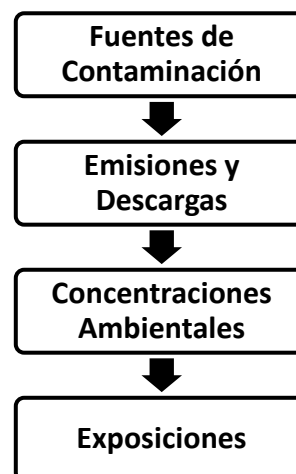 Fuentes de
Contaminación
Emisiones y
Descargas
Concentraciones
Ambientales
Exposiciones